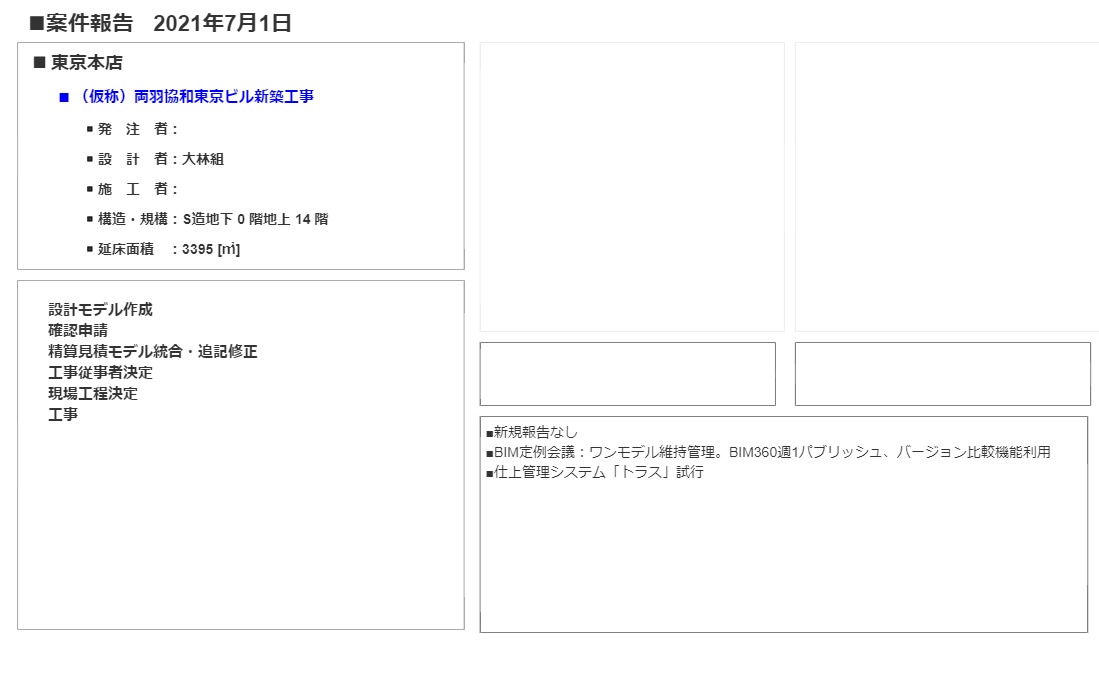 ■案件報告 2021年7月1日
■ 東京本店
■ （仮称）両羽協和東京ビル新築工事
▪ 発　注　者：
▪ 設　計　者：大林組
▪ 施　工　者：
▪ 構造・規構：S造地下 0 階地上 14 階
▪ 延床面積　：3395 [㎡]
設計モデル作成
確認申請
精算見積モデル統合・追記修正
工事従事者決定
現場工程決定
工事
■新規報告なし
■BIM定例会議：ワンモデル維持管理。BIM360週1パブリッシュ、バージョン比較機能利用
■仕上管理システム「トラス」試行